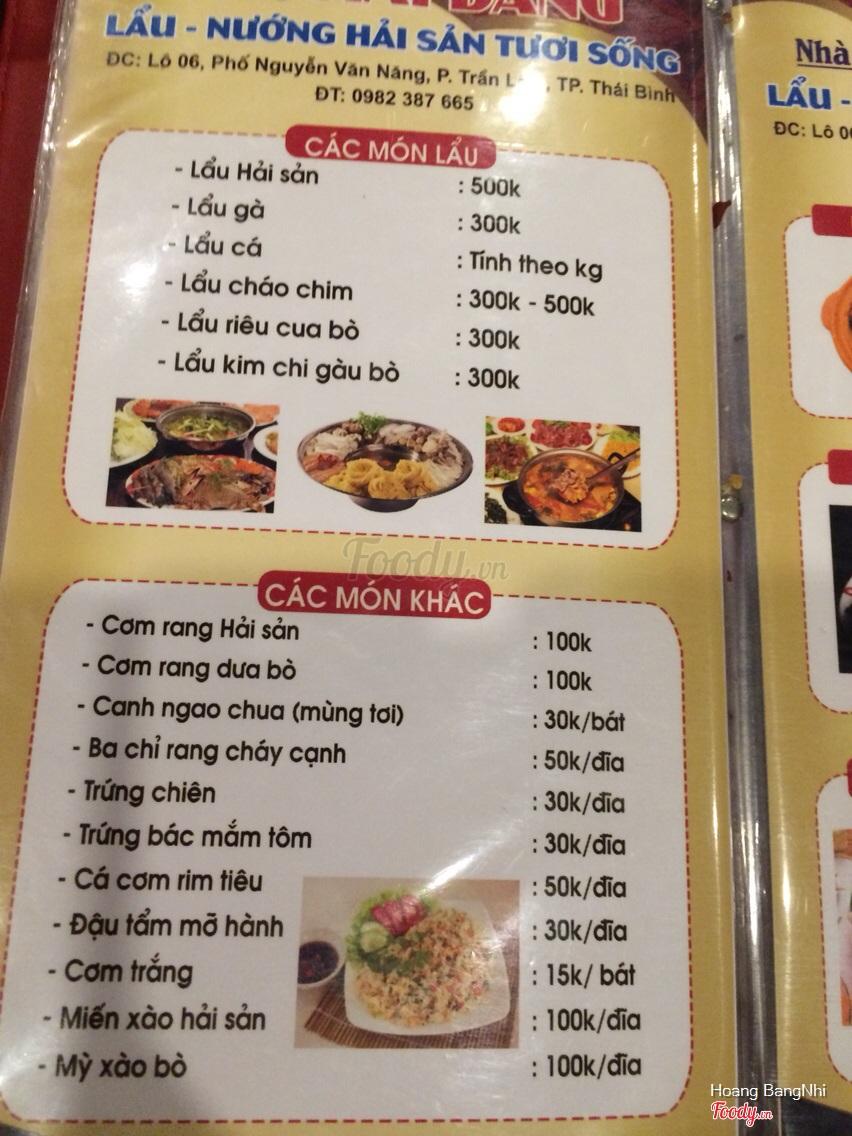 LẨU - NƯỚNG HẢI SẢN TƯƠI SỐNG
ĐC: Lô 06, Phố Nguyễn Văn Năng, P. Trần , TP. Thái Bình
ĐT: 0982 387 665
CÁC MÓN LẨU
- Lẩu Hải sản : 500k
- Lẩu gà : 300k
- Lẩu cá : Tính theo kg
- Lẩu cháo chim : 300k - 500k
- Lẩu riêu cua bò : 300k
- Lẩu kim chi gàu bò : 300k
Foody.vn
CÁC MÓN KHÁC
- Cơm rang Hải sản : 100k
- Cơm rang dưa bò : 100k
- Canh ngao chua (mùng tơi) : 30k/bát
- Ba chỉ rang cháy cạnh : 50k/đĩa
- Trứng chiên : 30k/đĩa
- Trứng bác mắm tôm : 30k/đĩa
- Cá cơm rim tiêu : 50k/đĩa
- Đậu tẩm mỡ hành : 30k/đĩa
- Cơm trắng : 15k/ bát
- Miến xào hải sản : 100k/đĩa
- Mỳ xào bò : 100k/đĩa
Nhà
LẨU -
ĐC: Lô 06
Hoang BangNhi
Foody.vn